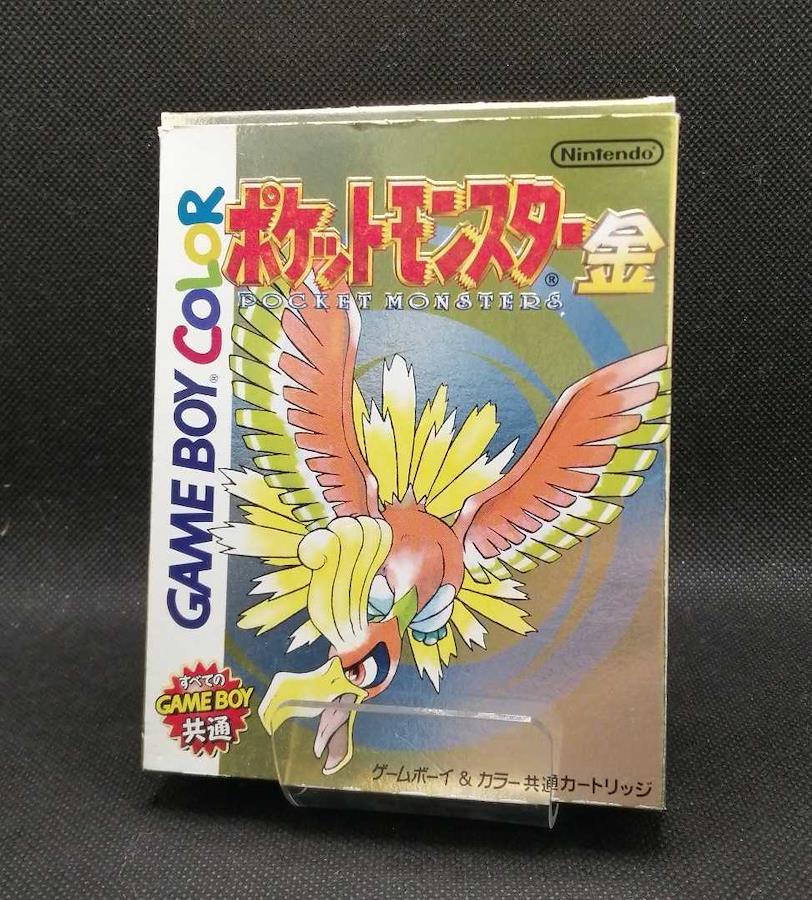 Nintendo®
ポケットモンスター金
®
POCKET MONSTERS
GAME BOY® COLOR
すべての
GAME BOY
共通
ゲームボーイ & カラー共通カートリッジ